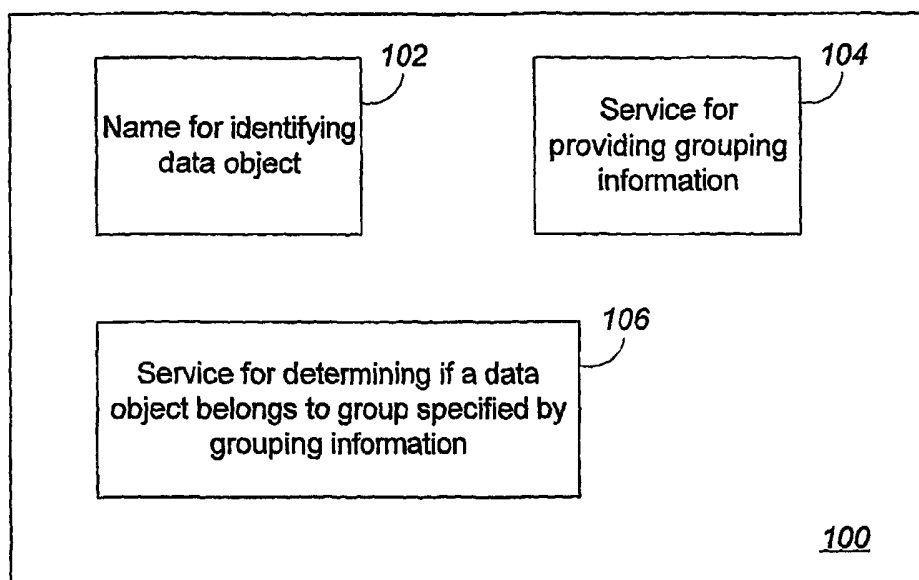 102
Name for identifying
data object
104
Service for
providing grouping
information
106
Service for determining if a data
object belongs to group specified by
grouping information
100